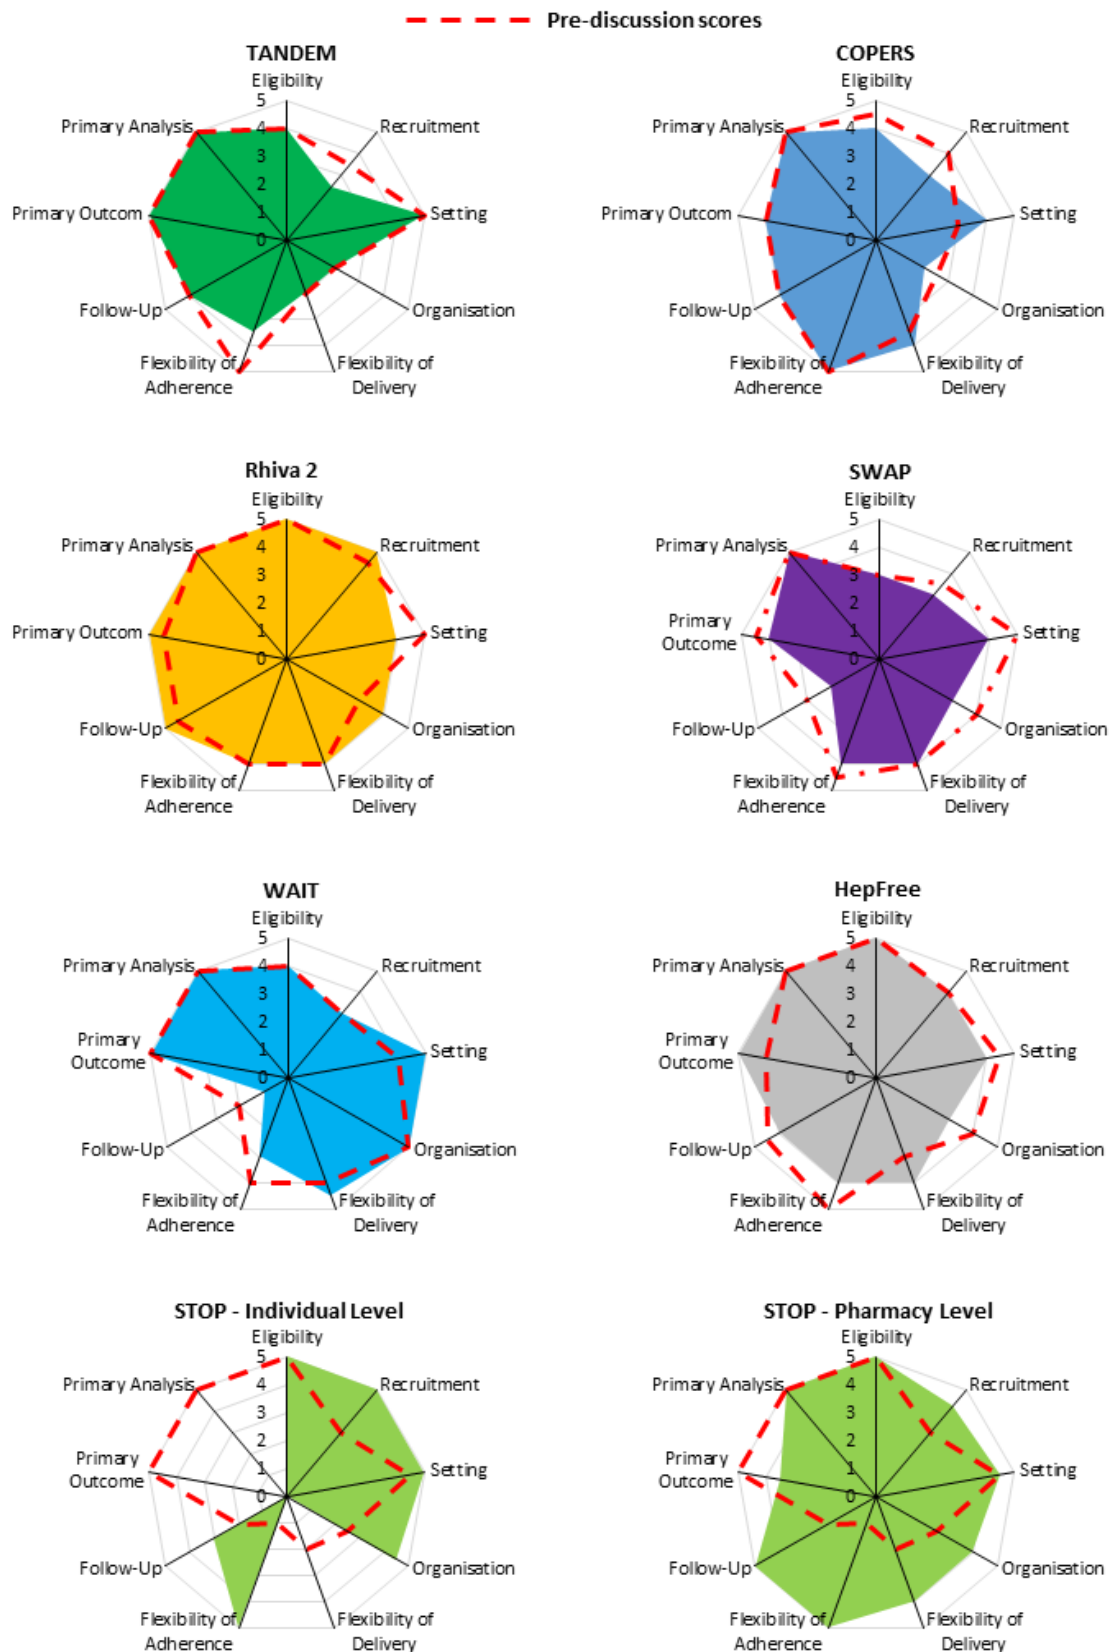 Pre-discussion scores
TANDEM
Eligibility
5
4
3
2
1
0
Recruitment
Setting
Organisation
Flexibility of
Delivery
Flexibility of
Adherence
Follow-Up
Primary Outcom
Primary Analysis
COPERS
Eligibility
5
4
3
2
1
0
Recruitment
Setting
Organisation
Flexibility of
Delivery
Flexibility of
Adherence
Follow-Up
Primary Outcom
Primary Analysis
Rhiva 2
Eligibility
5
4
3
2
1
0
Recruitment
Setting
Organisation
Flexibility of
Delivery
Flexibility of
Adherence
Follow-Up
Primary Outcom
Primary Analysis
SWAP
Eligibility
5
4
3
2
1
0
Recruitment
Setting
Organisation
Flexibility of
Delivery
Flexibility of
Adherence
Follow-Up
Primary
Outcome
Primary Analysis
WAIT
Eligibility
5
4
3
2
1
0
Recruitment
Setting
Organisation
Flexibility of
Delivery
Flexibility of
Adherence
Follow-Up
Primary
Outcome
Primary Analysis
HepFree
Eligibility
5
4
3
2
1
0
Recruitment
Setting
Organisation
Flexibility of
Delivery
Flexibility of
Adherence
Follow-Up
Primary
Outcome
Primary Analysis
STOP - Individual Level
Eligibility
5
4
3
2
1
0
Recruitment
Setting
Organisation
Flexibility of
Delivery
Flexibility of
Adherence
Follow-Up
Primary
Outcome
Primary Analysis
STOP - Pharmacy Level
Eligibility
5
4
3
2
1
0
Recruitment
Setting
Organisation
Flexibility of
Delivery
Flexibility of
Adherence
Follow-Up
Primary
Outcome
Primary Analysis